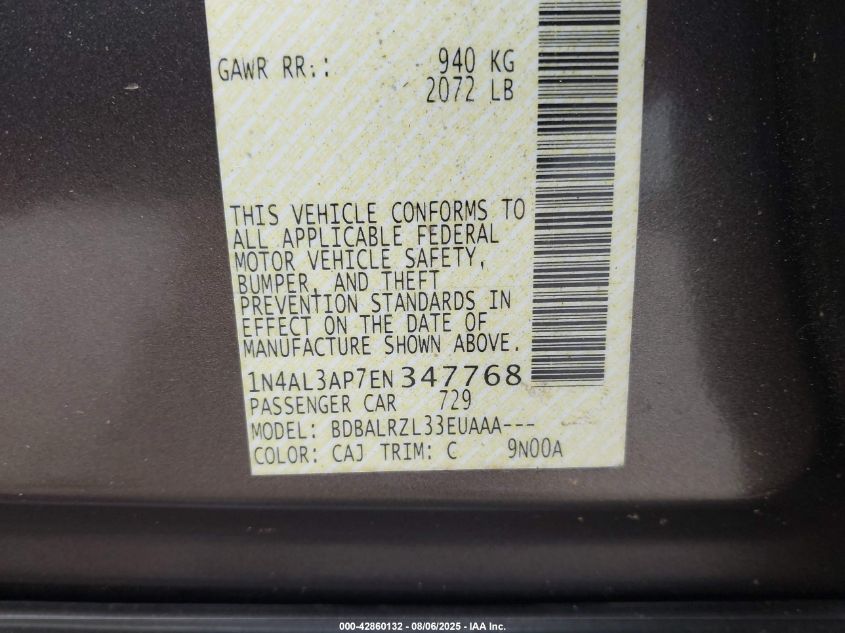 GAWR RR.: 940 KG
2072 LB
THIS VEHICLE CONFORMS TO
ALL APPLICABLE FEDERAL
MOTOR VEHICLE SAFETY,
BUMPER, AND THEFT
PREVENTION STANDARDS IN
EFFECT ON THE DATE OF
MANUFACTURE SHOWN ABOVE.
1N4AL3AP7EN347768
PASSENGER CAR 729
MODEL: BDBALRZL33EUAAA---
COLOR: CAJ TRIM: C 9N00A
000-42860132 - 08/06/2025 - IAA Inc.